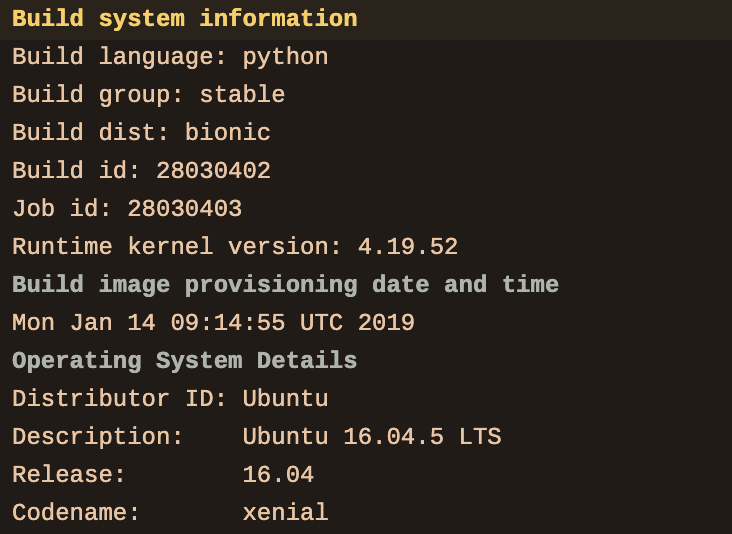 Build system information
Build language: python
Build group: stable
Build dist: bionic
Build id: 28030402
Job id: 28030403
Runtime kernel version: 4.19.52
Build image provisioning date and time
Mon Jan 14 09:14:55 UTC 2019
Operating System Details
Distributor ID: Ubuntu
Description:    Ubuntu 16.04.5 LTS
Release:        16.04
Codename:       xenial